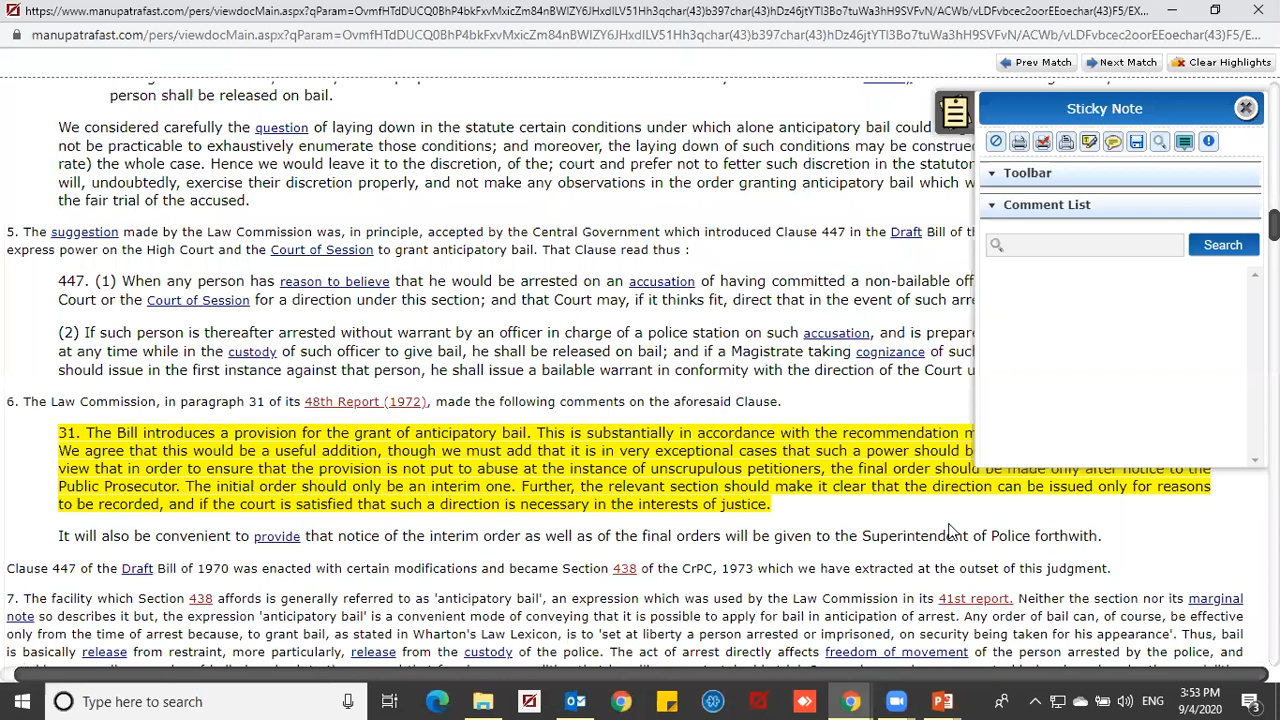 https://www.manupatrafast.com/pers/viewdocMain.aspx?qParam=OvmfHTdDUCQ0BhPk
manupatrafast.com/pers/viewdocMain.aspx?qParam=
Prev Match Next Match Clear Highlights
person shall be released on bail.
We considered carefully the question of laying down in the statute certain conditions under which alone anticipatory bail could
not be practicable to exhaustively enumerate those conditions; and moreover, the laying down of such conditions may be construed
rate) the whole case. Hence we would leave it to the discretion, of the; court and prefer not to fetter such discretion in the statutor
will, undoubtedly, exercise their discretion properly, and not make any observations in the order granting anticipatory bail which w
the fair trial of the accused.
5. The suggestion made by the Law Commission was, in principle, accepted by the Central Government which introduced Clause 447 in the Draft Bill of th
express power on the High Court and the Court of Session to grant anticipatory bail. That Clause read thus :
447. (1) When any person has reason to believe that he would be arrested on an accusation of having committed a non-bailable off
Court or the Court of Session for a direction under this section; and that Court may, if it thinks fit, direct that in the event of such arre
(2) If such person is thereafter arrested without warrant by an officer in charge of a police station on such accusation, and is prepare
at any time while in the custody of such officer to give bail, he shall be released on bail; and if a Magistrate taking cognizance of suc
should issue in the first instance against that person, he shall issue a bailable warrant in conformity with the direction of the Court u
6. The Law Commission, in paragraph 31 of its 48th Report (1972), made the following comments on the aforesaid Clause.
31. The Bill introduces a provision for the grant of anticipatory bail. This is substantially in accordance with the recommendation m
We agree that this would be a useful addition, though we must add that it is in very exceptional cases that such a power should b
view that in order to ensure that the provision is not put to abuse at the instance of unscrupulous petitioners, the final order should be made only after notice to the
Public Prosecutor. The initial order should only be an interim one. Further, the relevant section should make it clear that the direction can be issued only for reasons
to be recorded, and if the court is satisfied that such a direction is necessary in the interests of justice.
It will also be convenient to provide that notice of the interim order as well as of the final orders will be given to the Superintendent of Police forthwith.
Clause 447 of the Draft Bill of 1970 was enacted with certain modifications and became Section 438 of the CrPC, 1973 which we have extracted at the outset of this judgment.
7. The facility which Section 438 affords is generally referred to as 'anticipatory bail', an expression which was used by the Law Commission in its 41st report. Neither the section nor its marginal
note so describes it but, the expression 'anticipatory bail' is a convenient mode of conveying that it is possible to apply for bail in anticipation of arrest. Any order of bail can, of course, be effective
only from the time of arrest because, to grant bail, as stated in Wharton's Law Lexicon, is to 'set at liberty a person arrested or imprisoned, on security being taken for his appearance'. Thus, bail
is basically release from restraint, more particularly, release from the custody of the police. The act of arrest directly affects freedom of movement of the person arrested by the police, and
Sticky Note
Toolbar
Comment List
Search
Type here to search
ENG
3:53 PM
9/4/2020
3